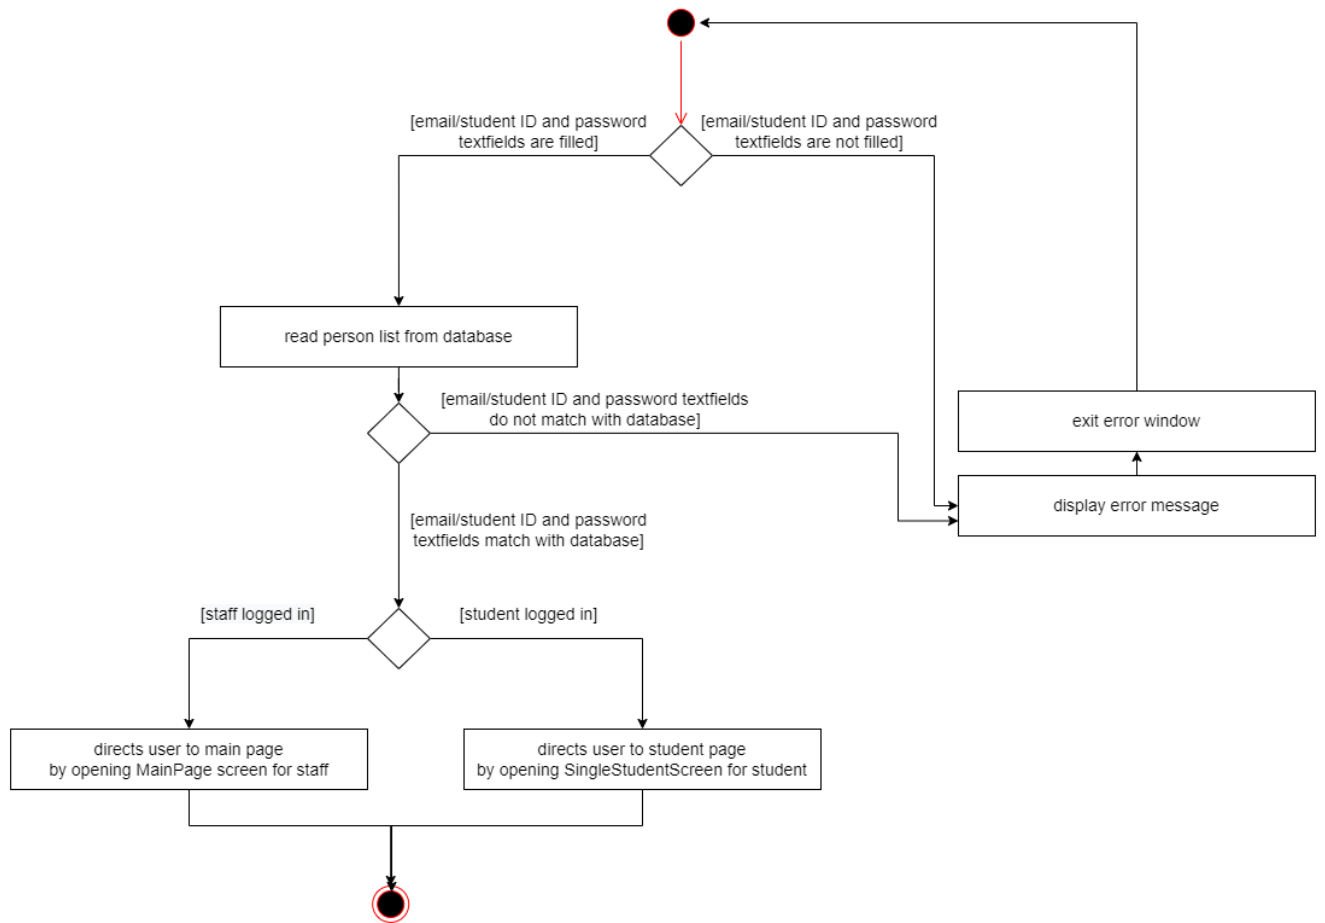 [email/student ID and password
textfields are filled]
[email/student ID and password
textfields are not filled]
read person list from database
[email/student ID and password textfields
do not match with database]
exit error window
display error message
[email/student ID and password
textfields match with database]
[staff logged in]
[student logged in]
directs user to main page
by opening MainPage screen for staff
directs user to student page
by opening SingleStudentScreen for student